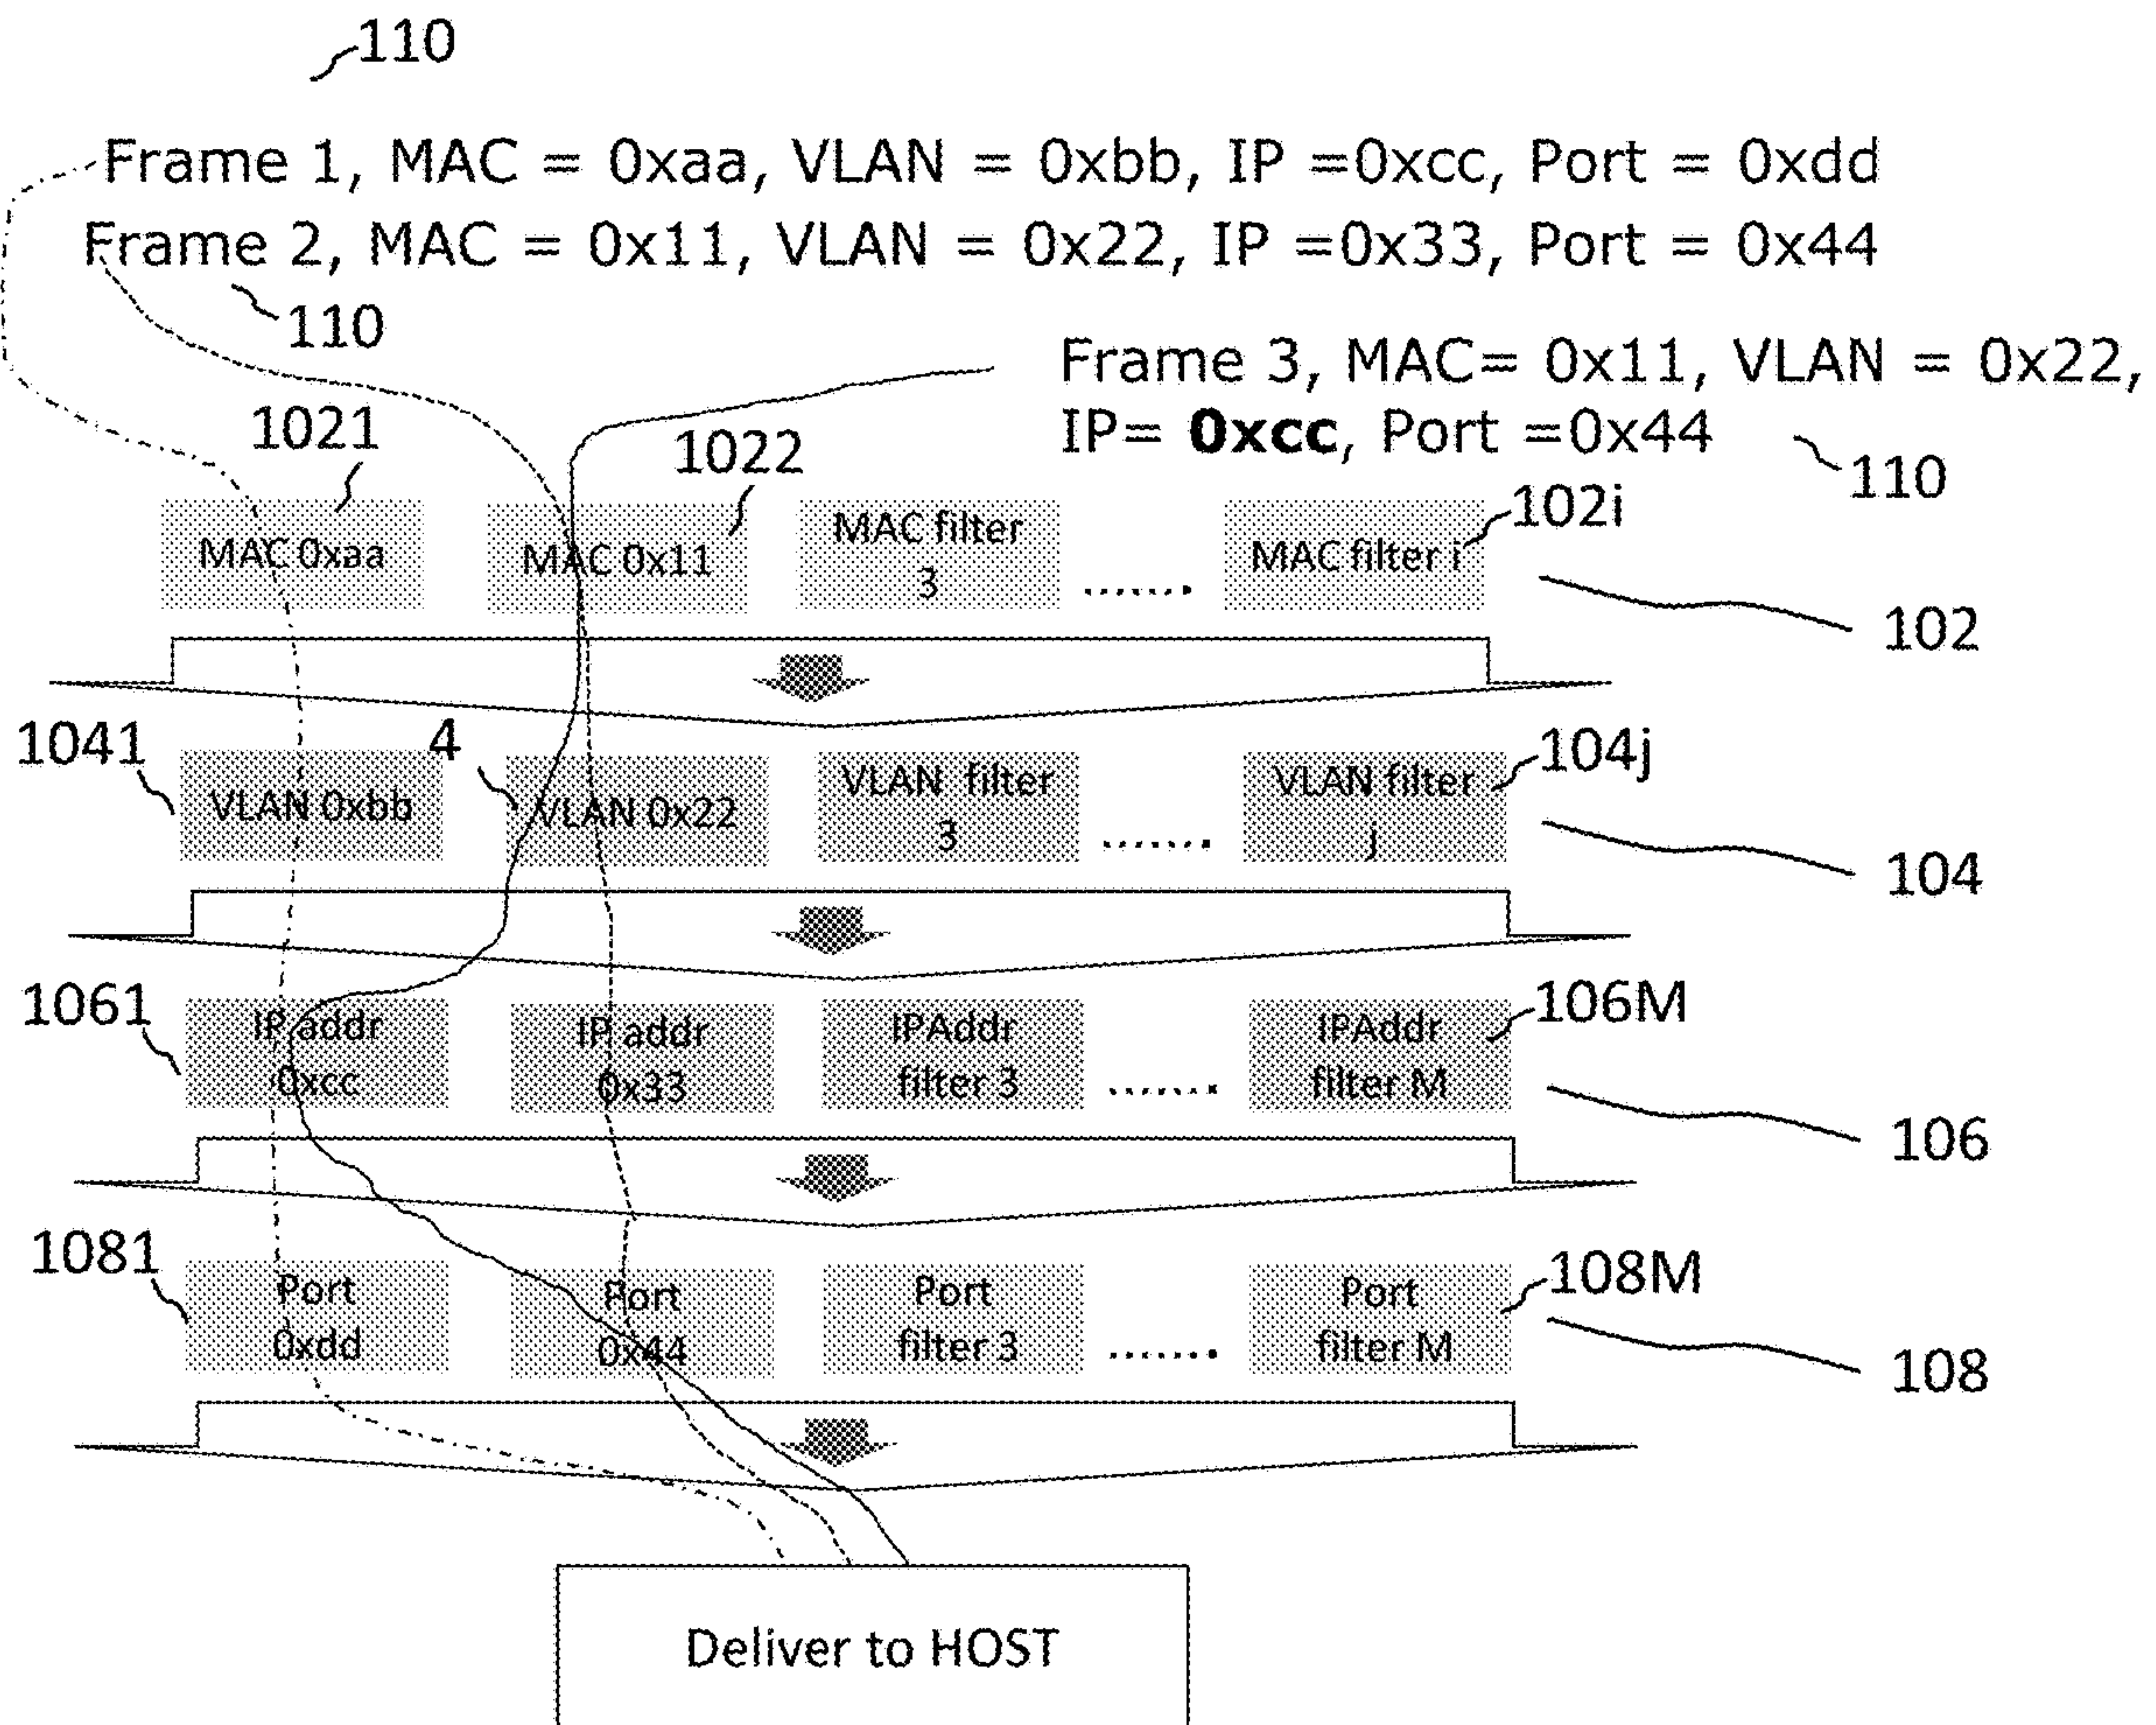 110
Frame 1, MAC = 0xaa, VLAN = 0xbb, IP =0xcc, Port = 0xdd
Frame 2, MAC = 0x11, VLAN = 0x22, IP =0x33, Port = 0x44
110
Frame 3, MAC= 0x11, VLAN = 0x22,
IP= 0xcc, Port =0x44
110
1021
1022
102i
MAC 0xaa
MAC 0x11
MAC filter
3
.......
MAC filter i
102
1041
4
104j
VLAN 0xbb
VLAN 0x22
VLAN filter
3
.......
VLAN filter
j
104
1061
106M
IP addr
0xcc
IP addr
0x33
IPAddr
filter 3
.......
IPAddr
filter M
106
1081
108M
Port
0xdd
Port
0x44
Port
filter 3
.......
Port
filter M
108
Deliver to HOST